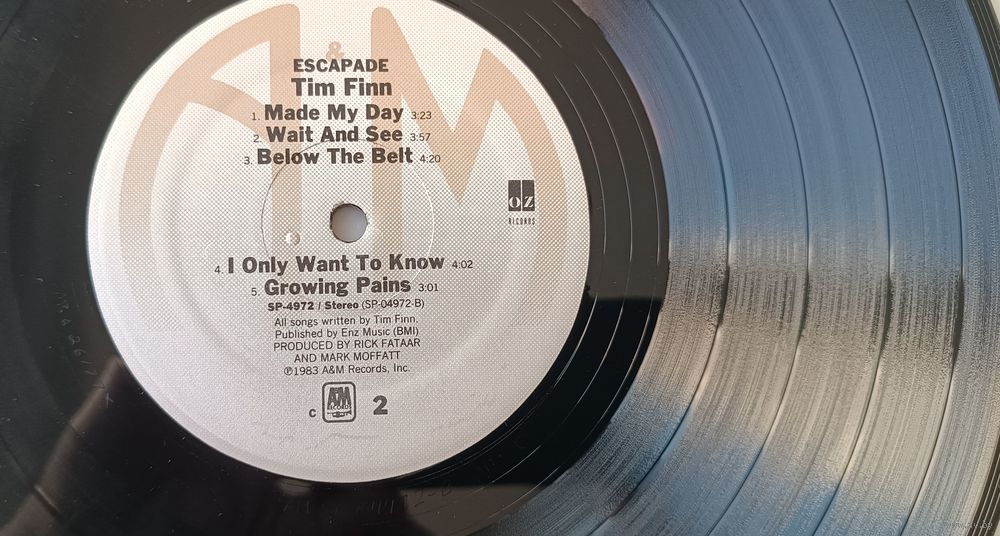 &
ESCAPADE
Tim Finn
1. Made My Day 3:23
2. Wait And See 3:57
3. Below The Belt 4:20
OZ
RECORDS
4. I Only Want To Know 4:02
5. Growing Pains 3:01
SP-4972 / Stereo (SP-04972-B)
All songs written by Tim Finn.
Published by Enz Music (BMI)
PRODUCED BY RICK FATAAR
AND MARK MOFFATT
℗1983 A&M Records, Inc.
C A&M RECORDS 2